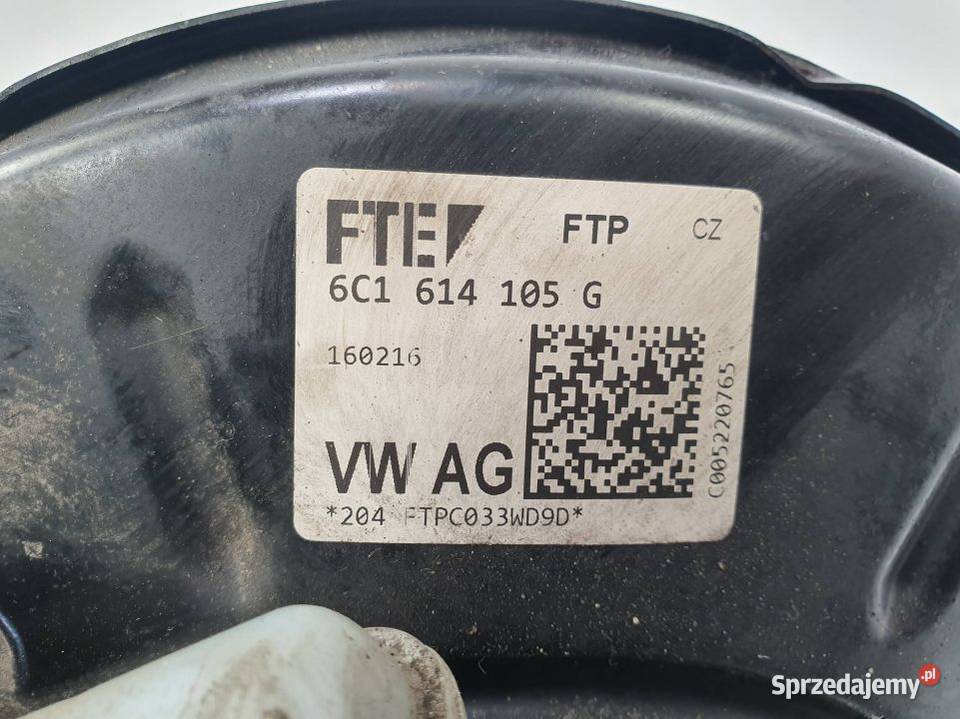 FTE FTP CZ
6C1 614 105 G
160216
C005220765
VW AG
*204 FTPC033WD9D*
Sprzedajemy.pl